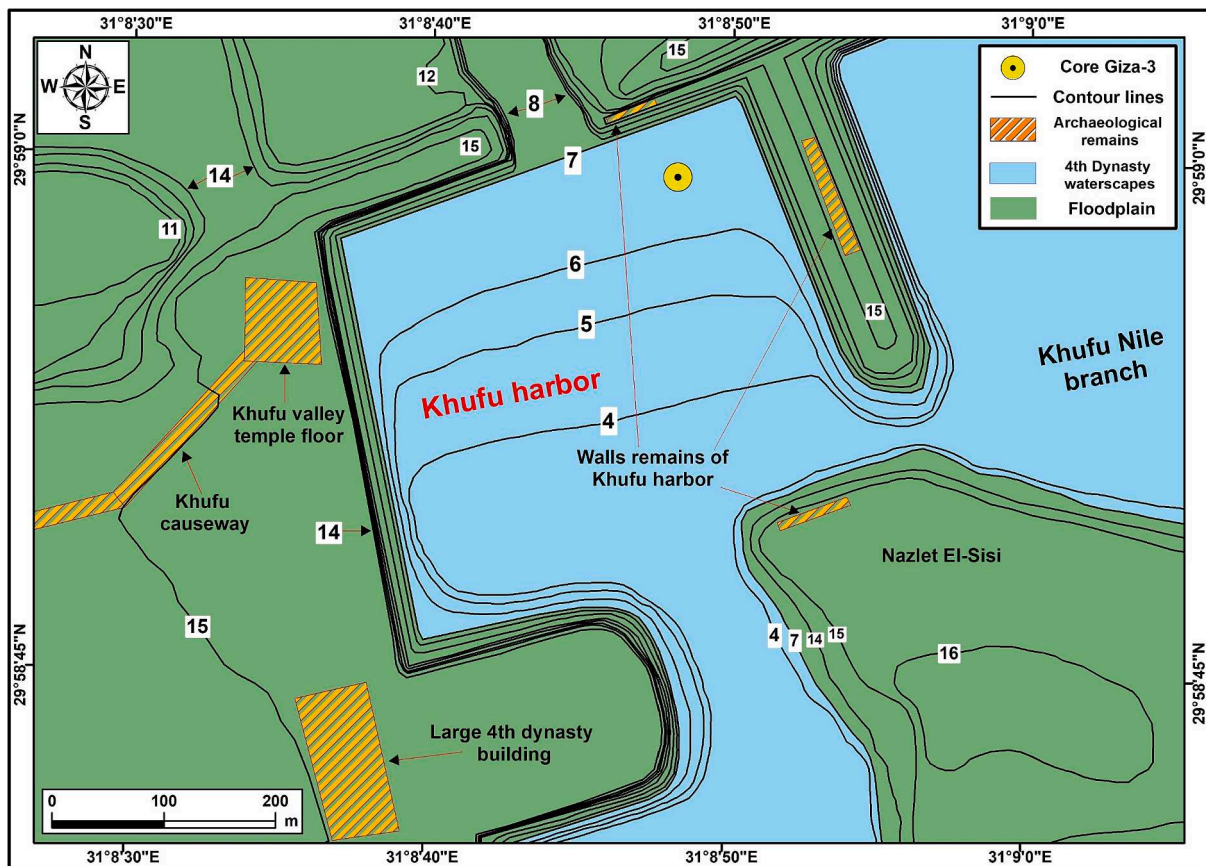 31°8'30"E
31°8'40"E
31°8'50"E
31°9'0"E
N
W
E
S
15
12
8
Core Giza-3
Contour lines
Archaeological
remains
4th Dynasty
waterscapes
Floodplain
29°59'0"N
29°59'0"N
15
7
14
11
6
5
15
Khufu harbor
Khufu Nile
branch
4
Khufu valley
temple floor
Walls remains of
Khufu harbor
Khufu
causeway
14
Nazlet El-Sisi
15
4
7
14
15
16
29°58'45"N
29°58'45"N
Large 4th dynasty
building
0
100
200
m
31°8'30"E
31°8'40"E
31°8'50"E
31°9'0"E